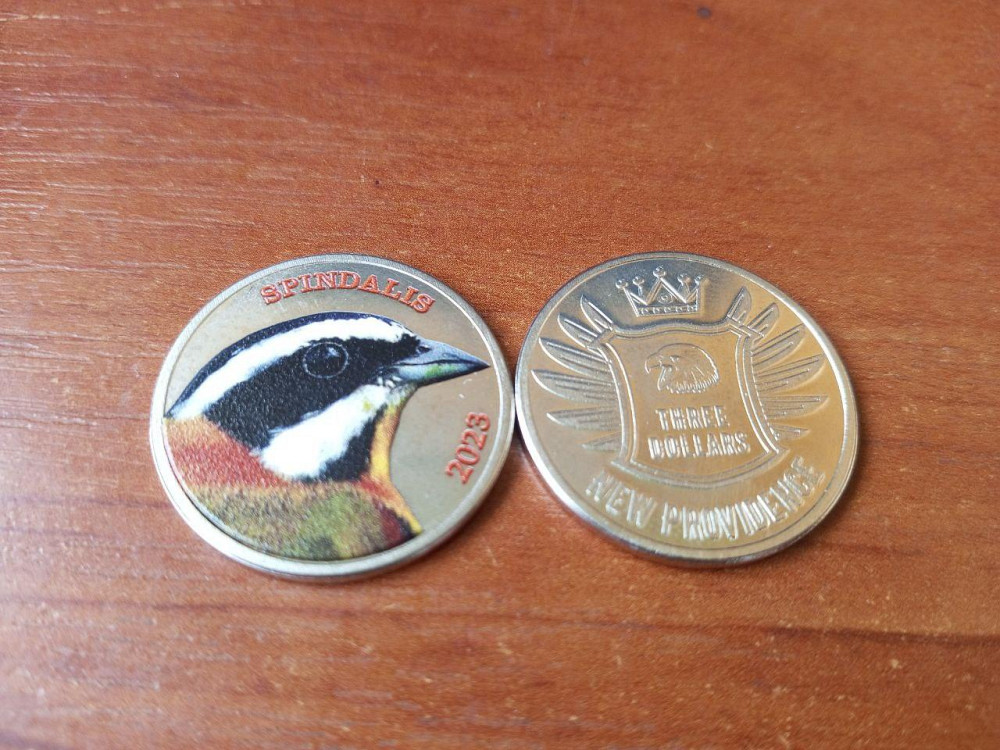 SPINDALIS
2023
THREE
DOLLARS
NEW PROVIDENCE